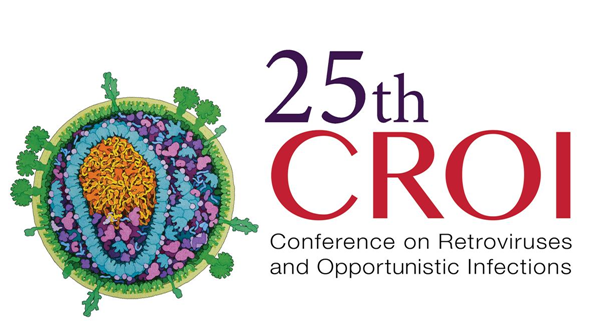 25th
CROI
Conference on Retroviruses
and Opportunistic Infections